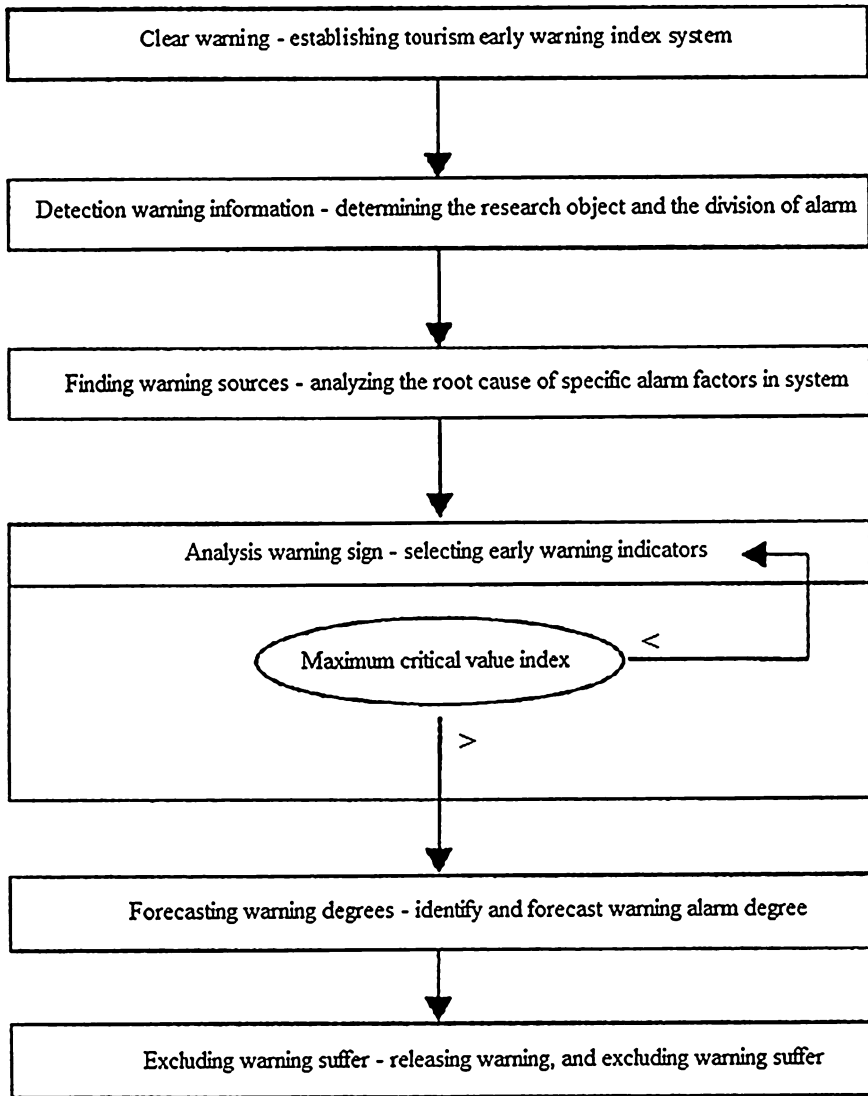 Clear warning - establishing tourism early warning index system
Detection warning information - determining the research object and the division of alarm
Finding warning sources - analyzing the root cause of specific alarm factors in system
Analysis warning sign - selecting early warning indicators
<
Maximum critical value index
>
Forecasting warning degrees - identify and forecast warning alarm degree
Excluding warning suffer - releasing warning, and excluding warning suffer